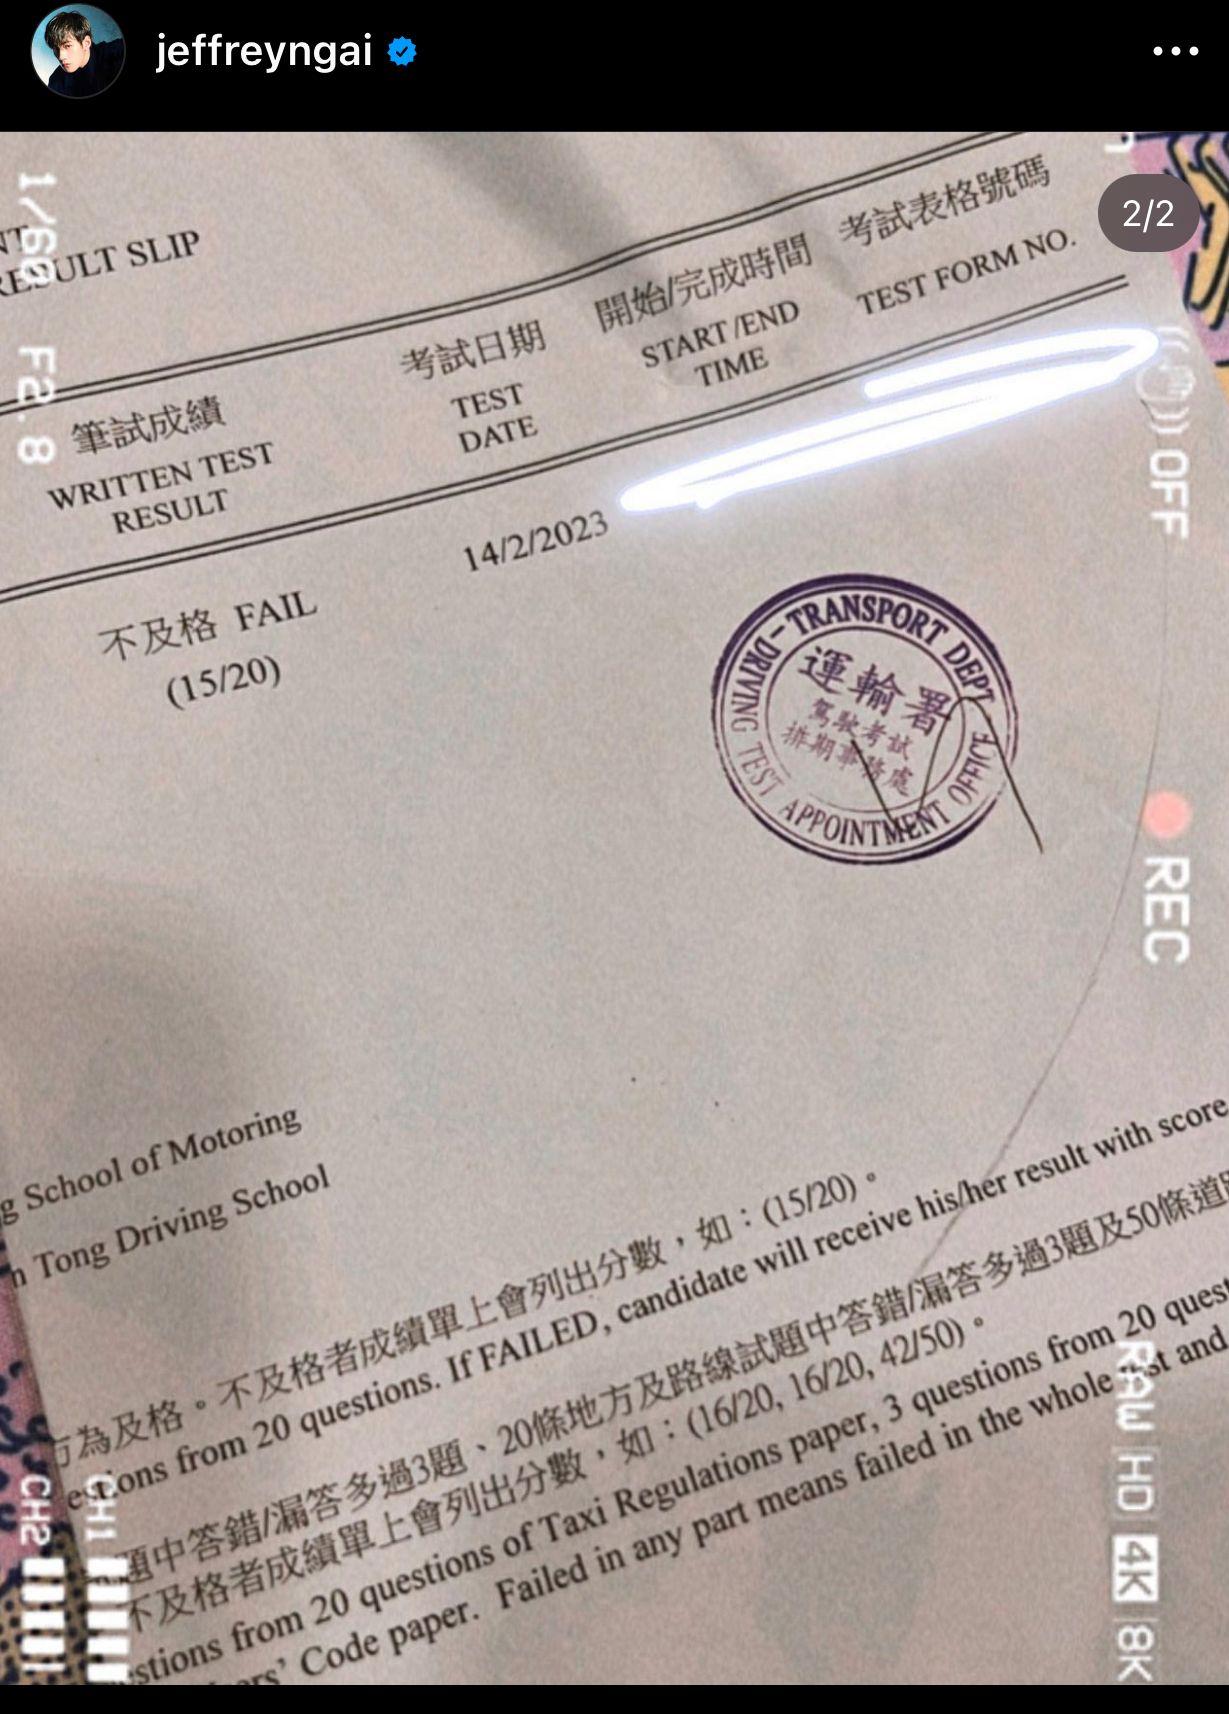 jeffreyngai
2/2
1/60
F2.8
RESULT SLIP
筆試成績
WRITTEN TEST
RESULT
考試日期
TEST
DATE
開始/完成時間
START/END
TIME
考試表格號碼
TEST FORM NO.
OFF
14/2/2023
不及格 FAIL
(15/20)
TRANSPORT DEPT
運輸署
駕駛考試
排期事務處
DRIVING TEST APPOINTMENT OFFICE
REC
School of Motoring
Tong Driving School
方為及格。不及格者成績單上會列出分數，如：(15/20)。
from 20 questions. If FAILED, candidate will receive his/her result with score
題中答錯/漏答多過3題、20條地方及路線試題中答錯/漏答多過3題及50條道
不及格者成績單上會列出分數，如：(16/20, 16/20, 42/50)。
from 20 questions of Taxi Regulations paper, 3 questions from 20
Code paper. Failed in any part means failed in the whole test and
CH1
CH2
RAW
HD
4K
8K